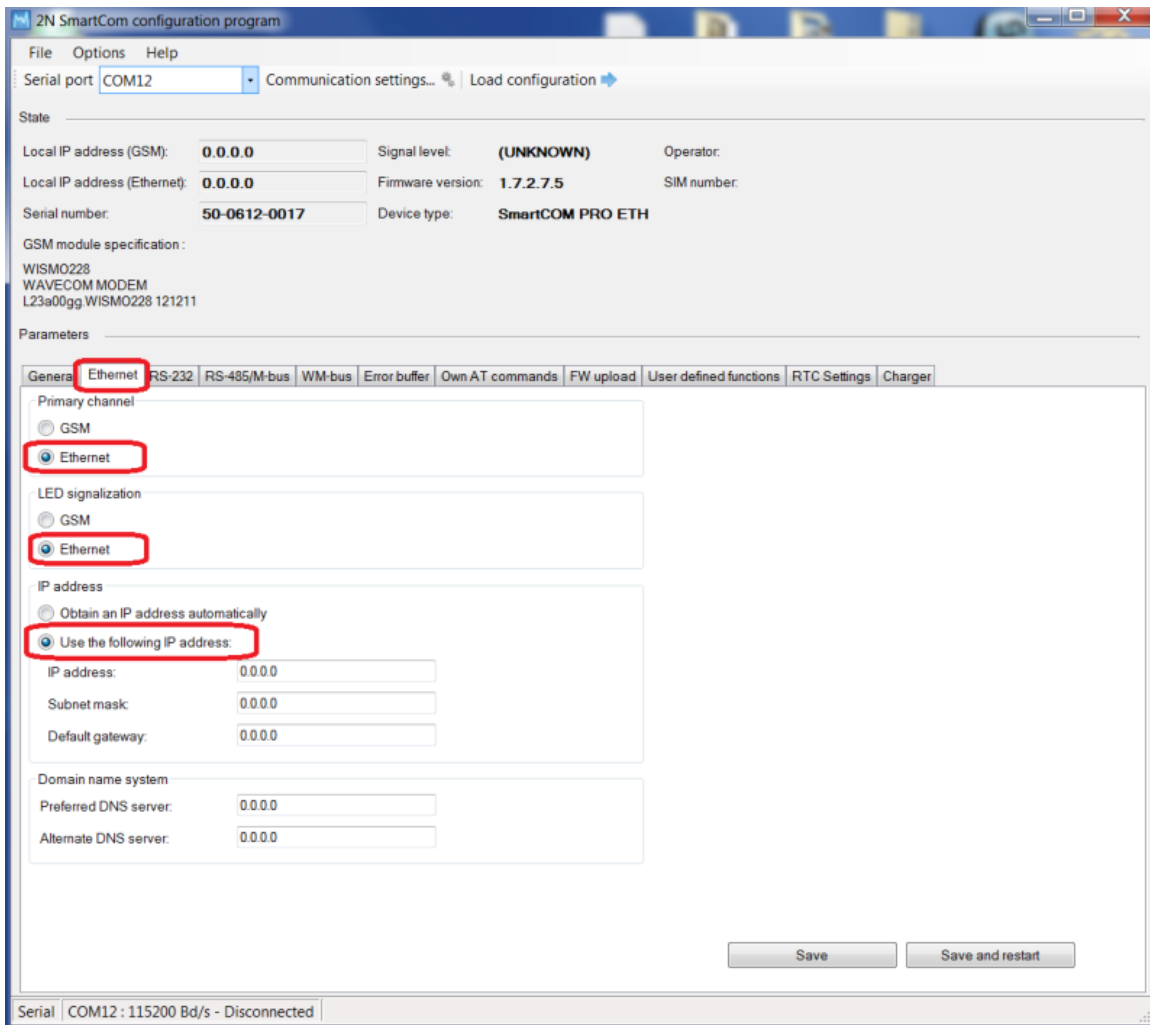 2N SmartCom configuration program
File Options Help
Serial port COM12 Communication settings... Load configuration
State
Local IP address (GSM): 0.0.0.0 Signal level: (UNKNOWN) Operator:
Local IP address (Ethernet): 0.0.0.0 Firmware version: 1.7.2.7.5 SIM number:
Serial number: 50-0612-0017 Device type: SmartCOM PRO ETH
GSM module specification :
WISMO228
WAVECOM MODEM
L23a00gg.WISMO228 121211
Parameters
Genera Ethernet RS-232 RS-485/M-bus WM-bus Error buffer Own AT commands FW upload User defined functions RTC Settings Charger
Primary channel
GSM
Ethernet
LED signalization
GSM
Ethernet
IP address
Obtain an IP address automatically
Use the following IP address:
IP address: 0.0.0.0
Subnet mask: 0.0.0.0
Default gateway: 0.0.0.0
Domain name system
Preferred DNS server: 0.0.0.0
Alternate DNS server: 0.0.0.0
Save Save and restart
Serial COM12 : 115200 Bd/s - Disconnected